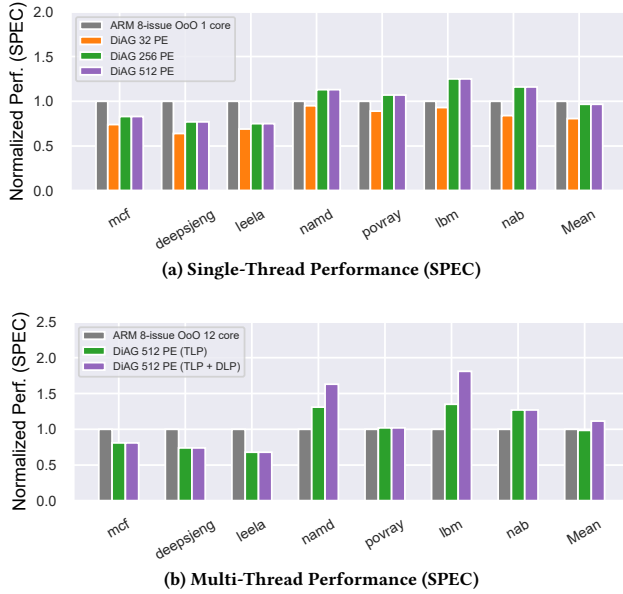 2.0
1.5
1.0
0.5
0.0
Normalized Perf. (SPEC)
ARM 8-issue OoO 1 core
DiAG 32 PE
DiAG 256 PE
DiAG 512 PE
mcf deepsjeng leela namd povray lbm nab Mean
(a) Single-Thread Performance (SPEC)
2.5
2.0
1.5
1.0
0.5
0.0
Normalized Perf. (SPEC)
ARM 8-issue OoO 12 core
DiAG 512 PE (TLP)
DiAG 512 PE (TLP + DLP)
mcf deepsjeng leela namd povray lbm nab Mean
(b) Multi-Thread Performance (SPEC)